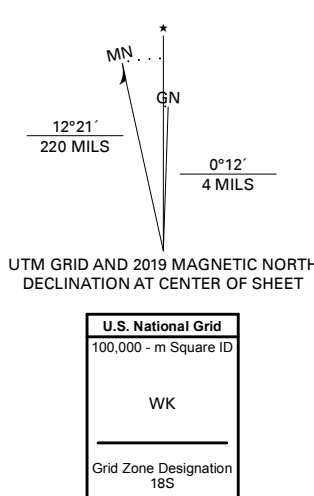 ★
MN
GN
12°21´
220 MILS
0°12´
4 MILS
UTM GRID AND 2019 MAGNETIC NORTH
DECLINATION AT CENTER OF SHEET
U.S. National Grid
100,000 - m Square ID
WK
Grid Zone Designation
18S